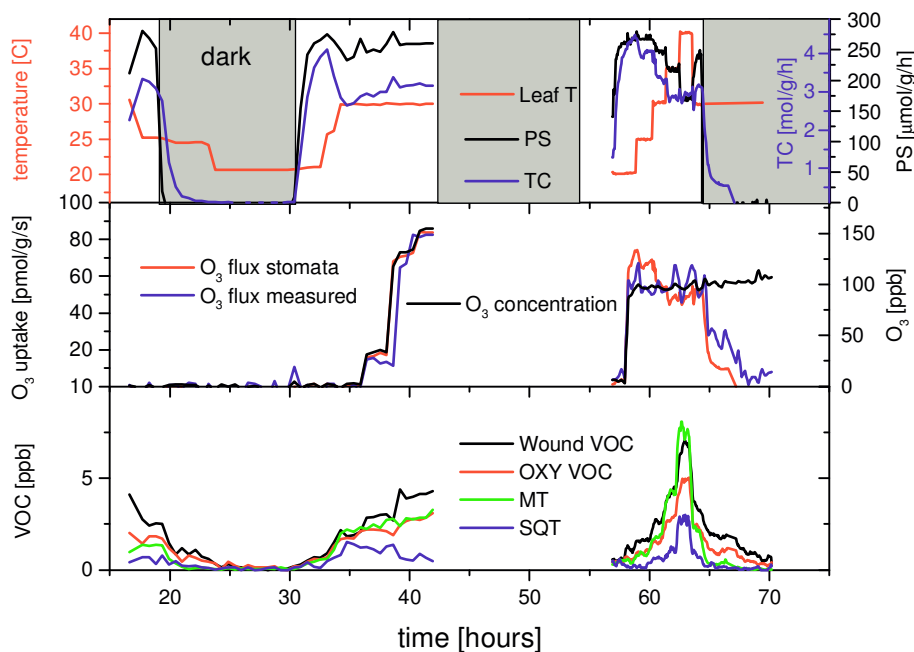 temperature [C]
40
35
30
25
20
100
dark
Leaf T
PS
TC
4
3
2
1
TC [mol/g/h]
300
250
200
150
100
50
0
PS [µmol/g/h]
O3 uptake [pmol/g/s]
80
60
40
20
10
O3 flux stomata
O3 flux measured
O3 concentration
150
100
50
0
O3 [ppb]
VOC [ppb]
5
0
Wound VOC
OXY VOC
MT
SQT
20 30 40 50 60 70
time [hours]